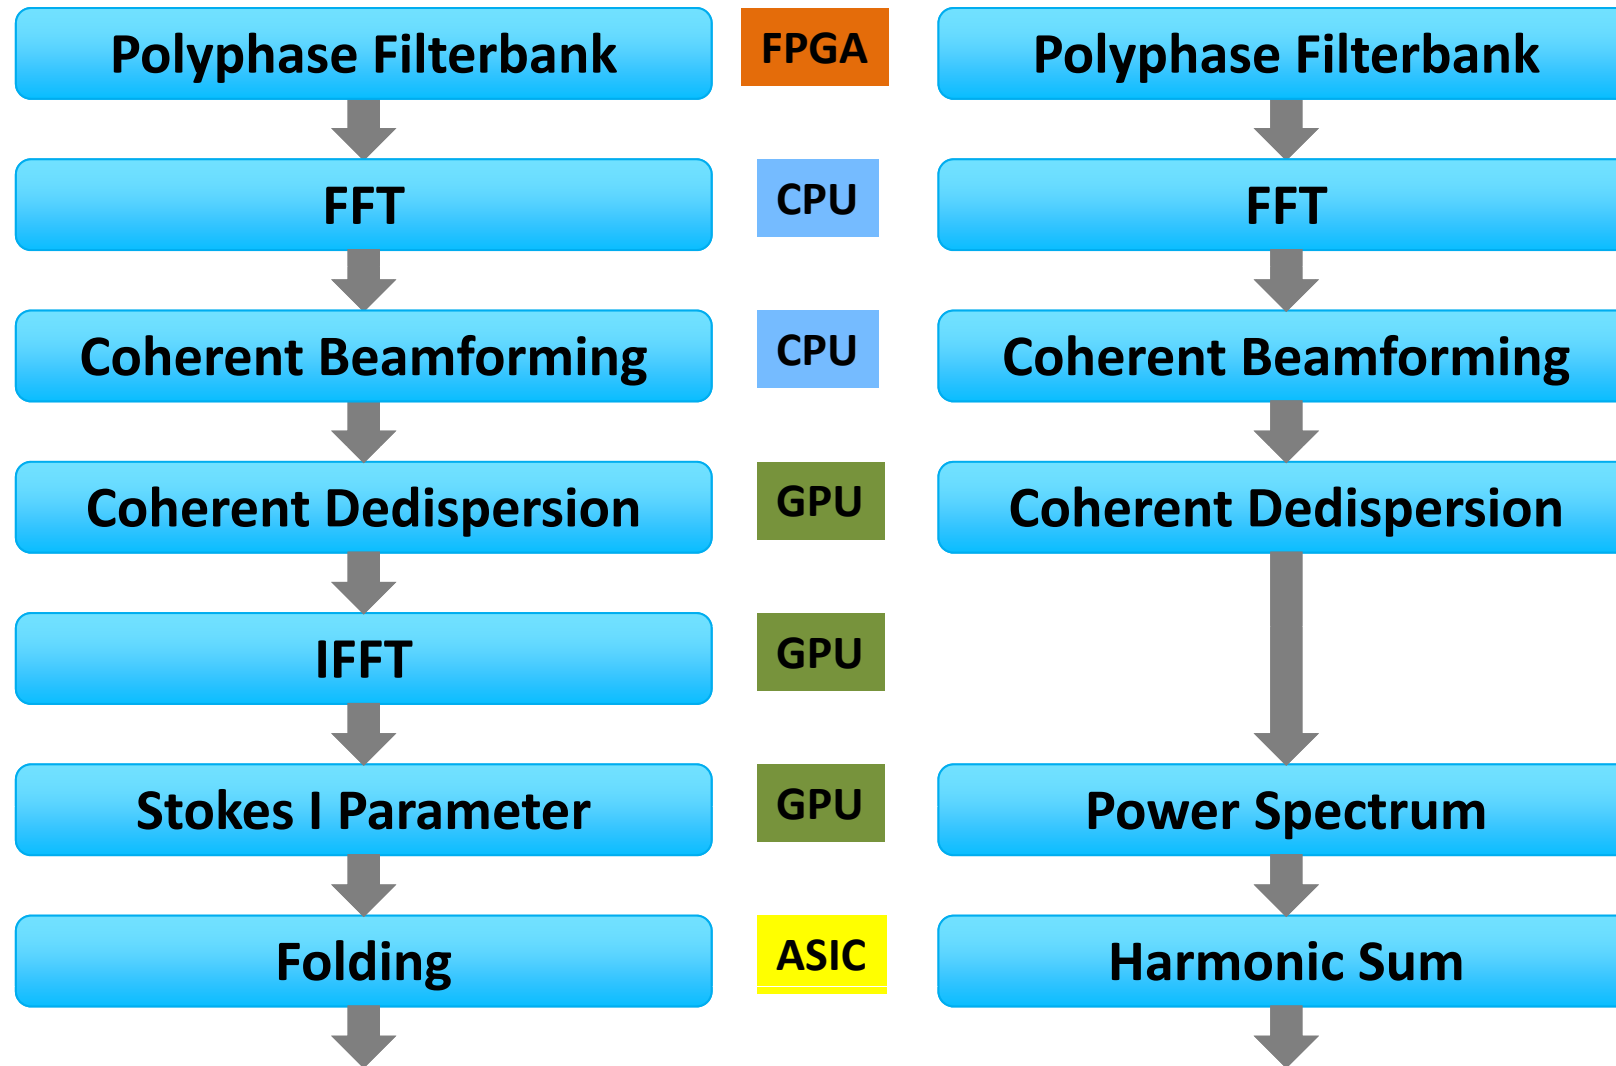 Polyphase Filterbank
FPGA
Polyphase Filterbank
FFT
CPU
FFT
Coherent Beamforming
CPU
Coherent Beamforming
Coherent Dedispersion
GPU
Coherent Dedispersion
IFFT
GPU
Stokes I Parameter
GPU
Power Spectrum
Folding
ASIC
Harmonic Sum